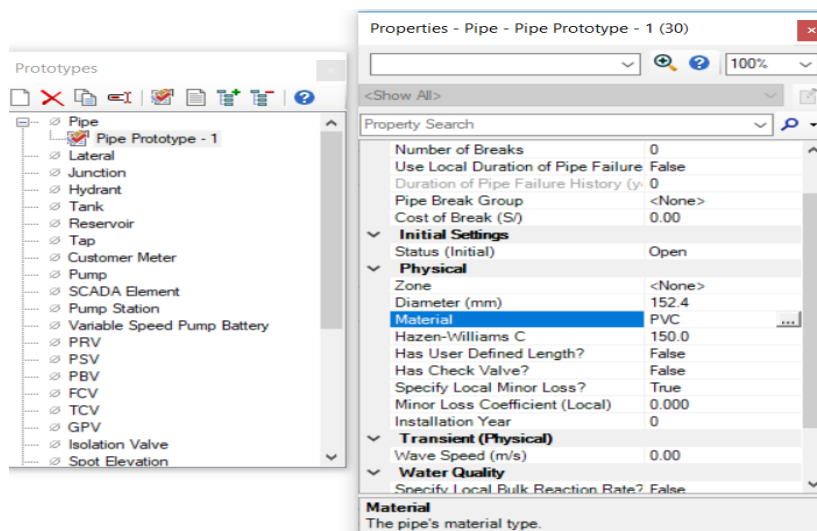 Prototypes
Pipe
Pipe Prototype - 1
Lateral
Junction
Hydrant
Tank
Reservoir
Tap
Customer Meter
Pump
SCADA Element
Pump Station
Variable Speed Pump Battery
PRV
PSV
PBV
FCV
TCV
GPV
Isolation Valve
Spot Elevation
Properties - Pipe - Pipe Prototype - 1 (30)
100%
<Show All>
Property Search
Number of Breaks 0
Use Local Duration of Pipe Failure False
Duration of Pipe Failure History (y 0
Pipe Break Group <None>
Cost of Break (S/) 0.00
Initial Settings
Status (Initial) Open
Physical
Zone <None>
Diameter (mm) 152.4
Material PVC ...
Hazen-Williams C 150.0
Has User Defined Length? False
Has Check Valve? False
Specify Local Minor Loss? True
Minor Loss Coefficient (Local) 0.000
Installation Year 0
Transient (Physical)
Wave Speed (m/s) 0.00
Water Quality
Specify Local Bulk Reaction Rate? False
Material
The pipe's material type.